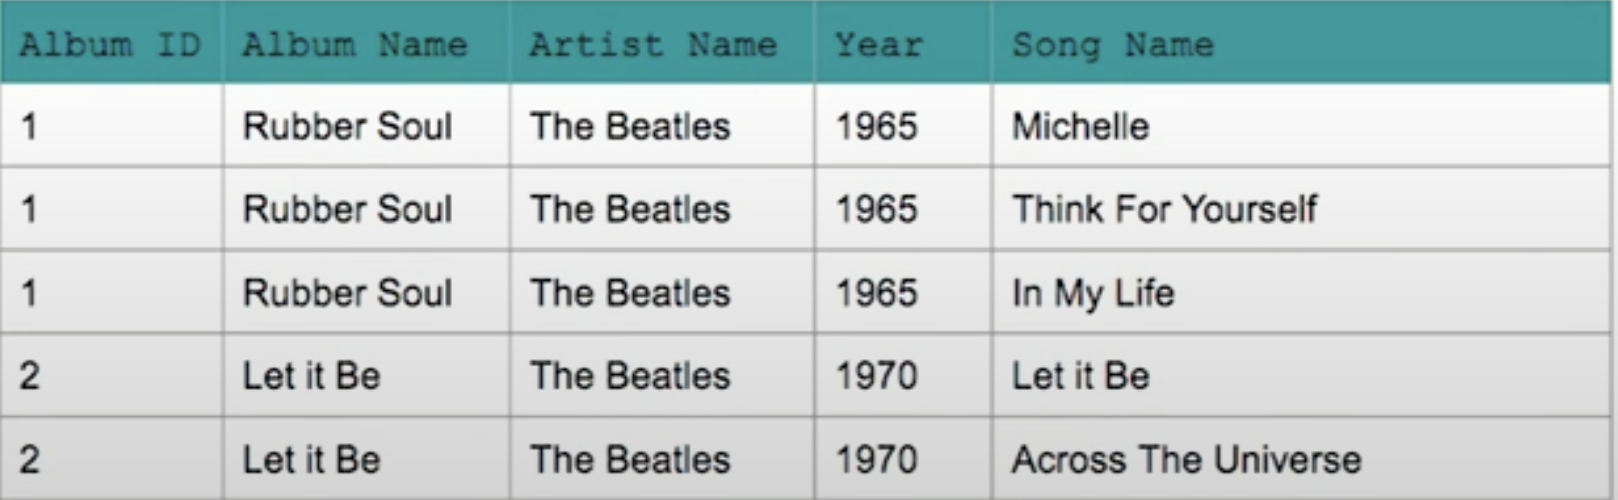 Album ID Album Name Artist Name Year Song Name
1 Rubber Soul The Beatles 1965 Michelle
1 Rubber Soul The Beatles 1965 Think For Yourself
1 Rubber Soul The Beatles 1965 In My Life
2 Let it Be The Beatles 1970 Let it Be
2 Let it Be The Beatles 1970 Across The Universe